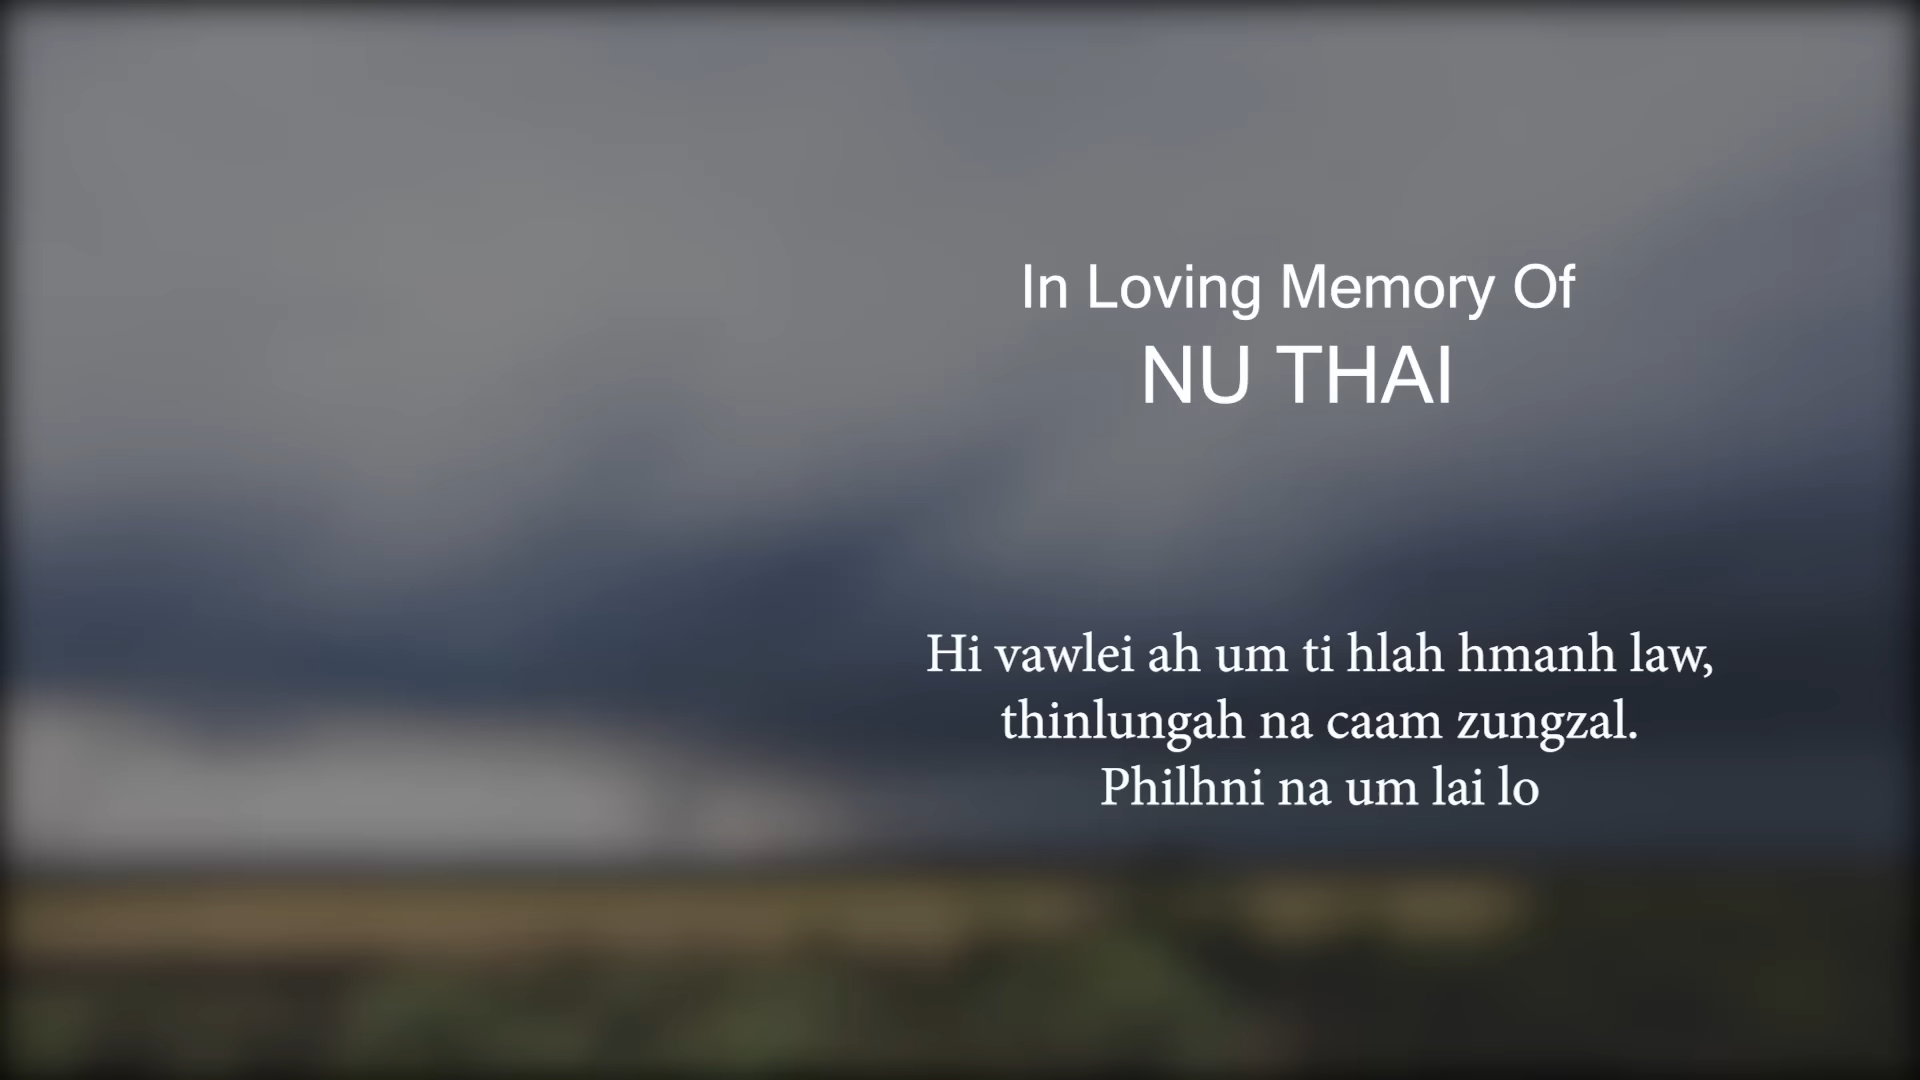 In Loving Memory Of
NU THAI
Hi vawlei ah um ti hlah hmanh law,
thinlungah na caam zungzal.
Philhni na um lai lo